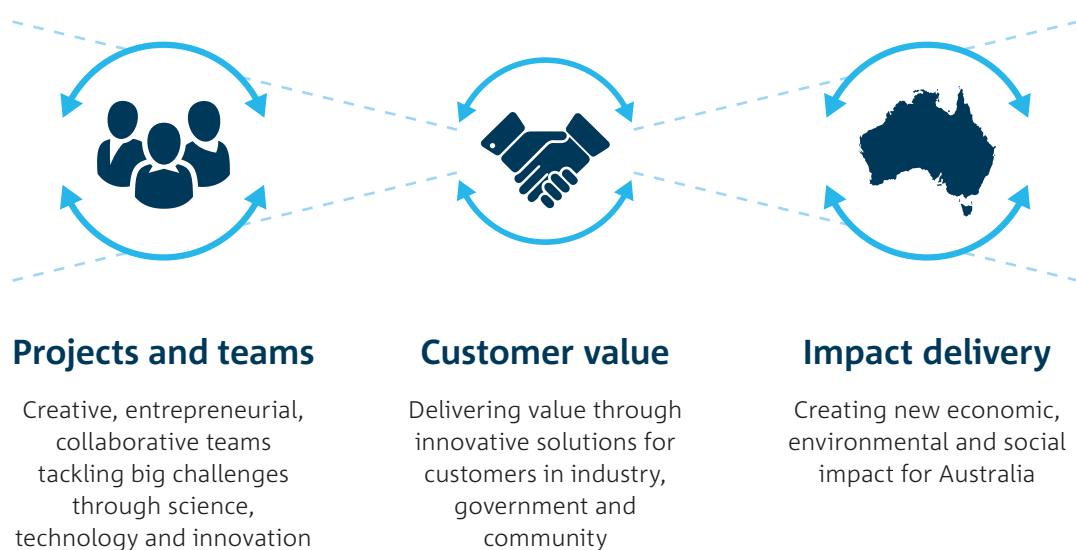 Projects and teams
Creative, entrepreneurial,
collaborative teams
tackling big challenges
through science,
technology and innovation
Customer value
Delivering value through
innovative solutions for
customers in industry,
government and
community
Impact delivery
Creating new economic,
environmental and social
impact for Australia